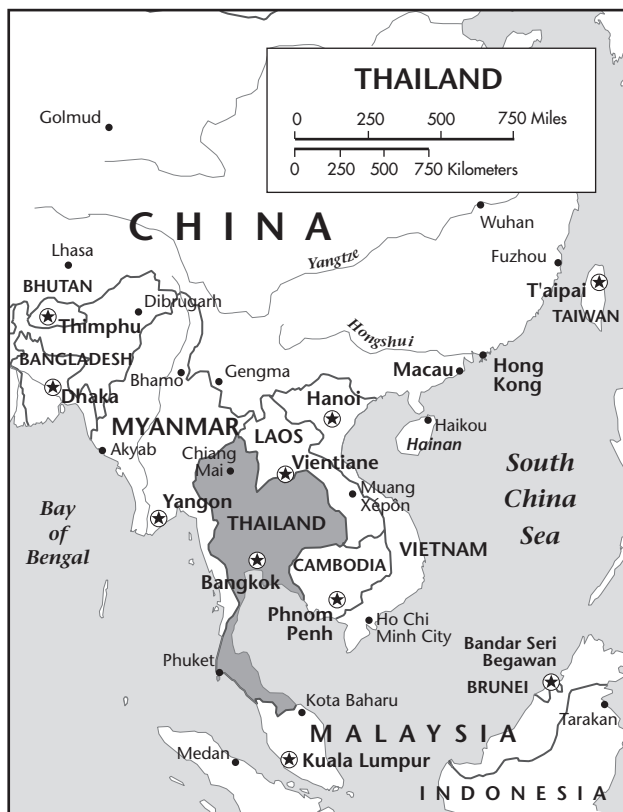 THAILAND
0 250 500 750 Miles
0 250 500 750 Kilometers
Golmud
CHINA
Wuhan
Yangtze
Lhasa
Fuzhou
BHUTAN
T'aipai
Dibrugarh
TAIWAN
Thimphu
Hongshui
BANGLADESH
Hong
Kong
Macau
Bhamo
Gengma
Dhaka
Hanoi
MYANMAR
Haikou
LAOS
Hainan
Akyab
Chiang
Mai
Vientiane
South
China
Sea
Muang
Xépôn
Yangon
Bay
of
Bengal
THAILAND
VIETNAM
CAMBODIA
Bangkok
Phnom
Penh
Ho Chi
Minh City
Bandar Seri
Begawan
Phuket
BRUNEI
Kota Baharu
Tarakan
MALAYSIA
Medan
Kuala Lumpur
INDONESIA